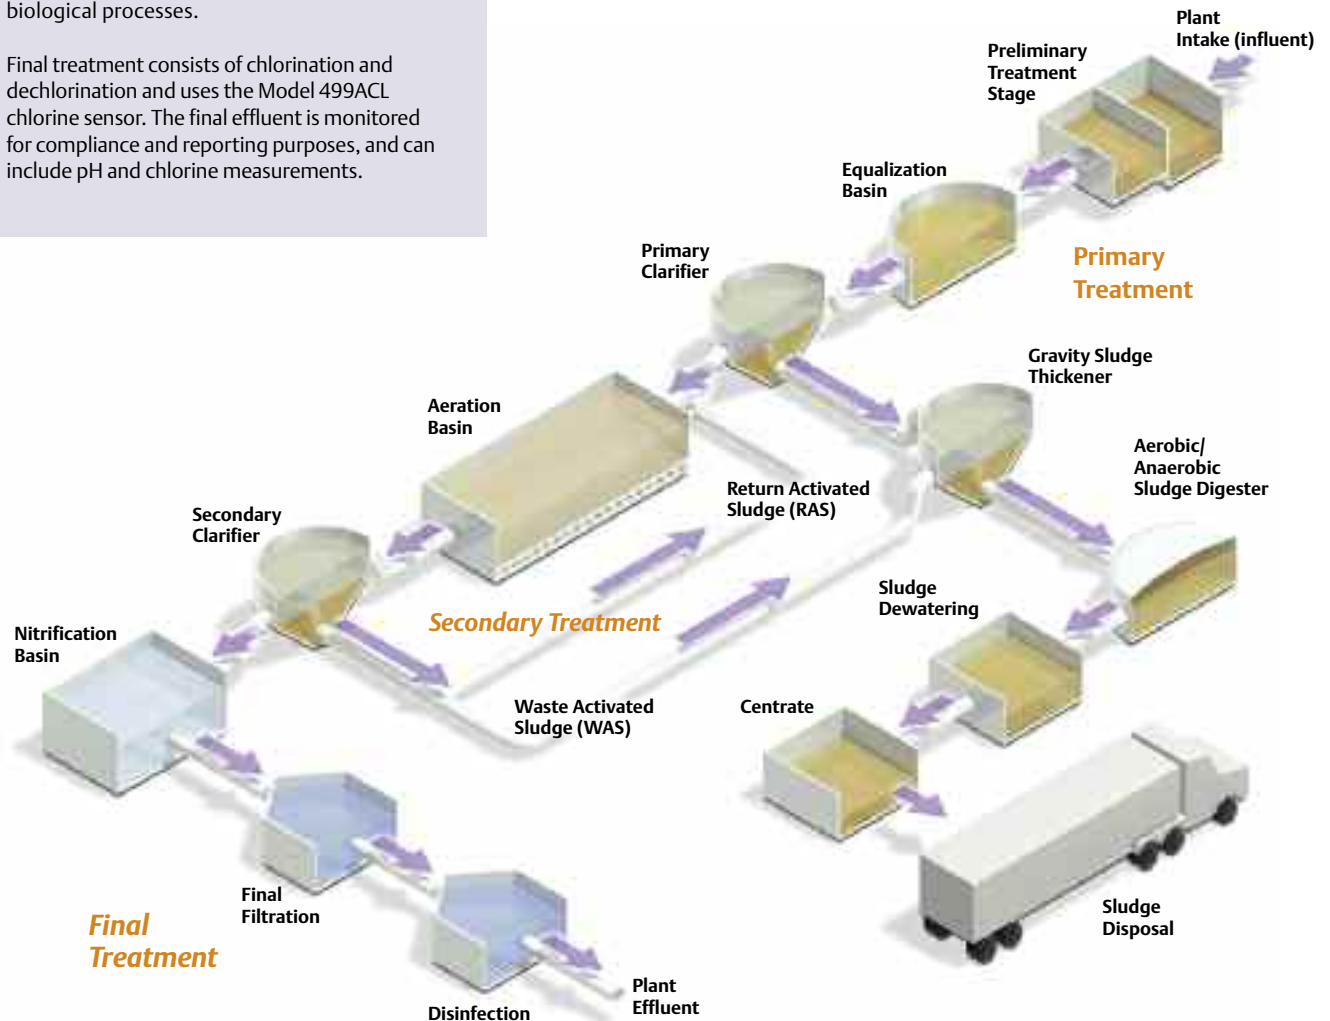 biological processes.
Final treatment consists of chlorination and
dechlorination and uses the Model 499ACL
chlorine sensor. The final effluent is monitored
for compliance and reporting purposes, and can
include pH and chlorine measurements.
Plant
Intake (influent)
Preliminary
Treatment
Stage
Equalization
Basin
Primary
Clarifier
Primary
Treatment
Gravity Sludge
Thickener
Aeration
Basin
Aerobic/
Anaerobic
Sludge Digester
Return Activated
Sludge (RAS)
Secondary
Clarifier
Sludge
Dewatering
Secondary Treatment
Nitrification
Basin
Waste Activated
Sludge (WAS)
Centrate
Final
Filtration
Sludge
Disposal
Final
Treatment
Plant
Effluent
Disinfection